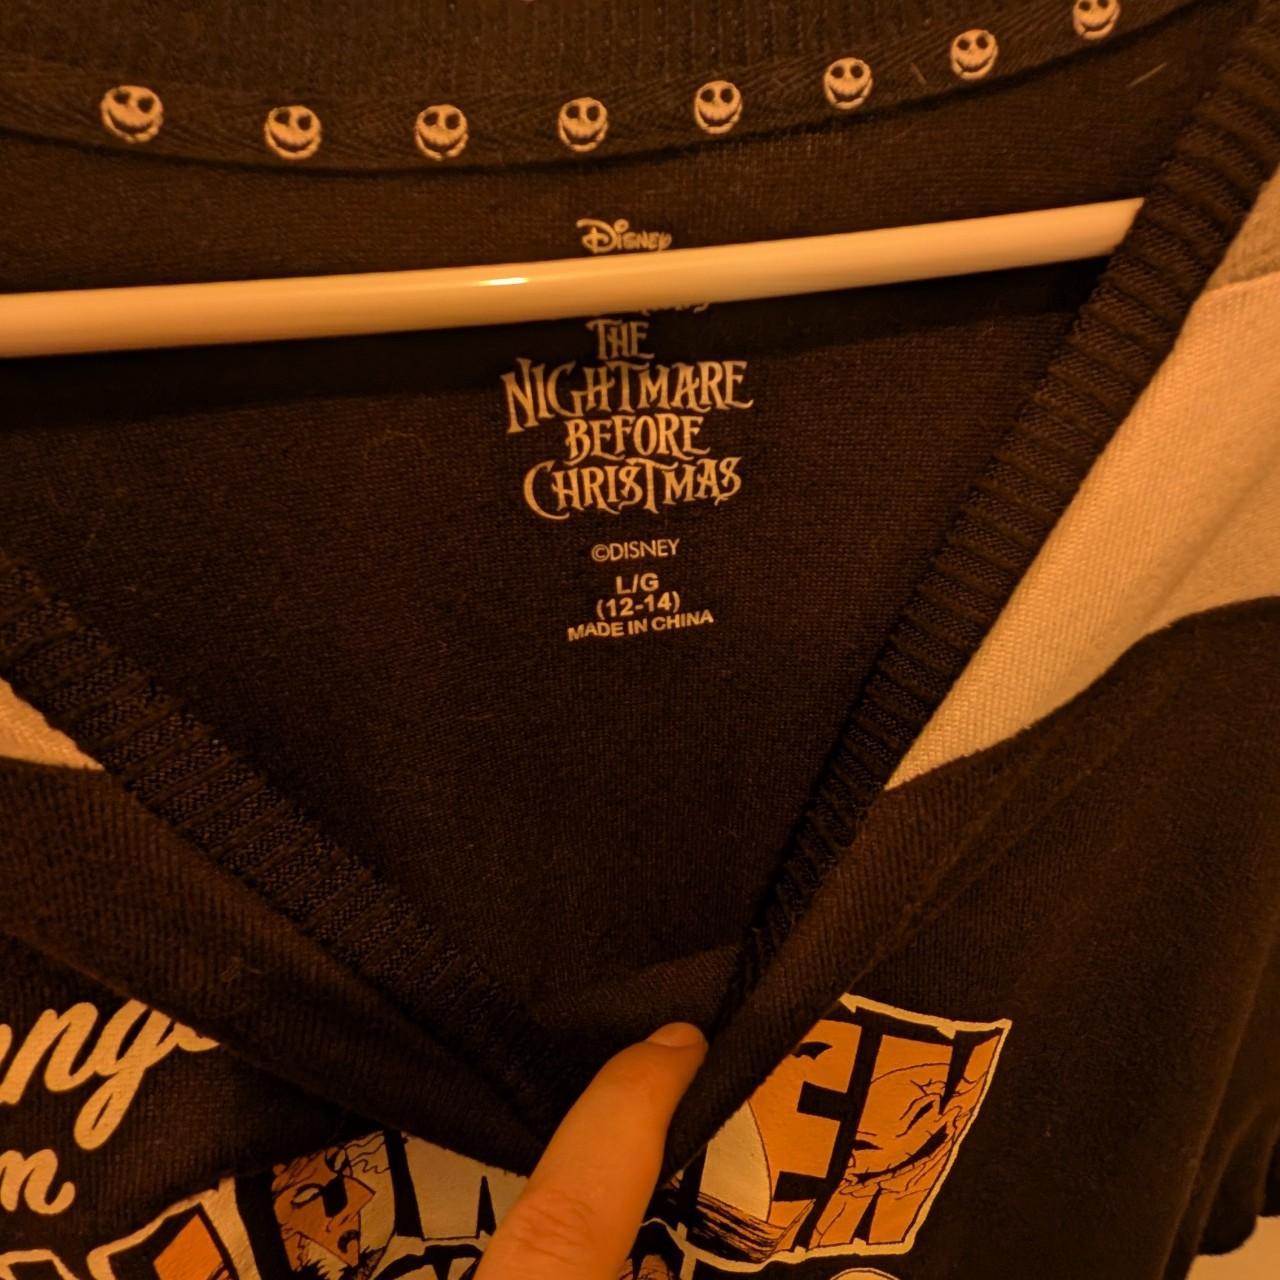 Disney
THE
NIGHTMARE
BEFORE
CHRISTMAS
©DISNEY
L/G
(12-14)
MADE IN CHINA